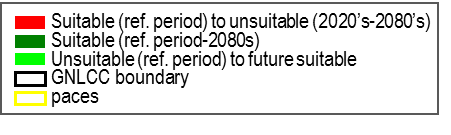 Suitable (ref. period) to unsuitable (2020's-2080's)
Suitable (ref. period-2080s)
Unsuitable (ref. period) to future suitable
GNLCC boundary
paces